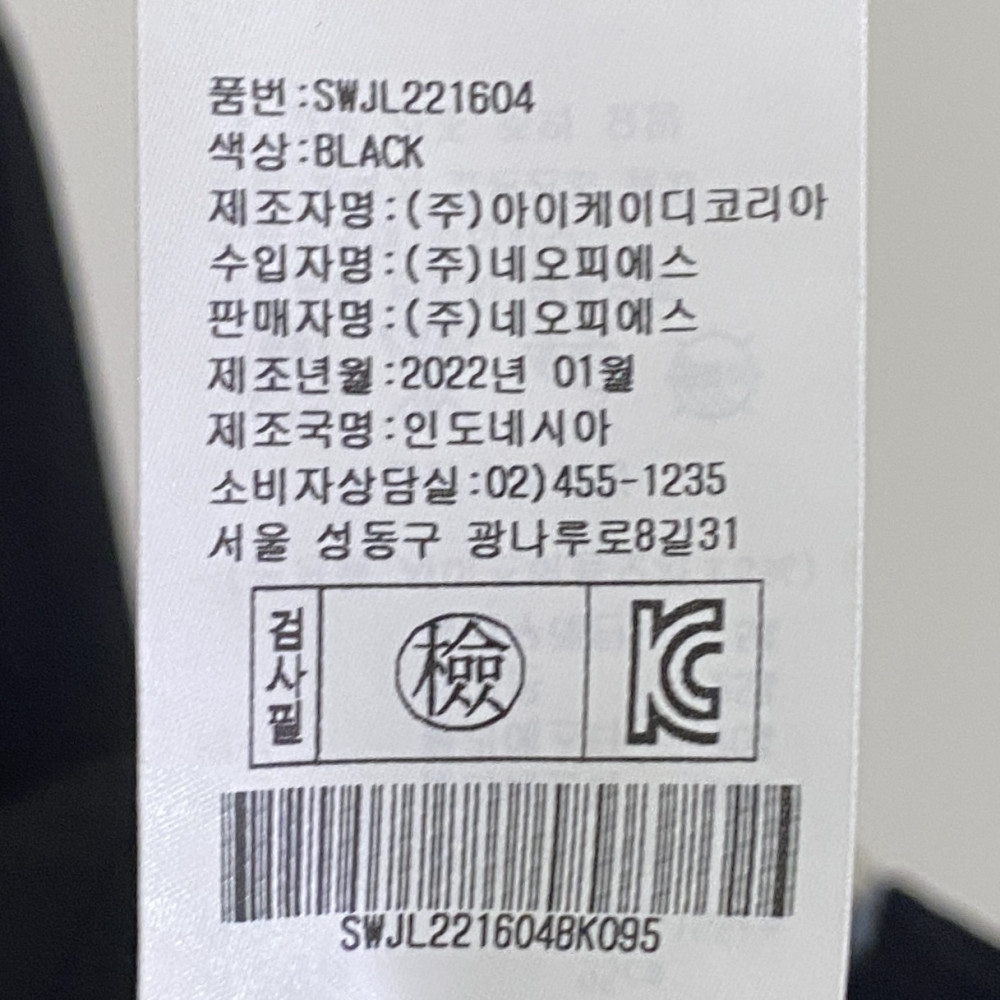 품번:SWJL221604
색상:BLACK
제조자명:(주)아이케이디코리아
수입자명:(주)네오피에스
판매자명:(주)네오피에스
제조년월:2022년 01월
제조국명:인도네시아
소비자상담실:02)455-1235
서울 성동구 광나루로8길31
검사필
檢
KC
SWJL221604BK095